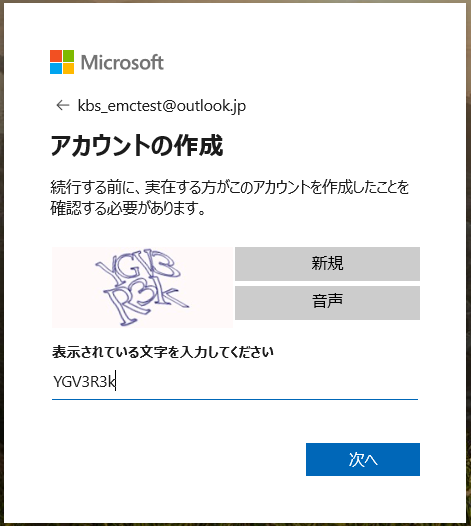 Microsoft
← kbs_emctest@outlook.jp
アカウントの作成
続行する前に、実在する方がこのアカウントを作成したことを
確認する必要があります。
YGV3
R3k
新規
音声
表示されている文字を入力してください
YGV3R3k
次へ